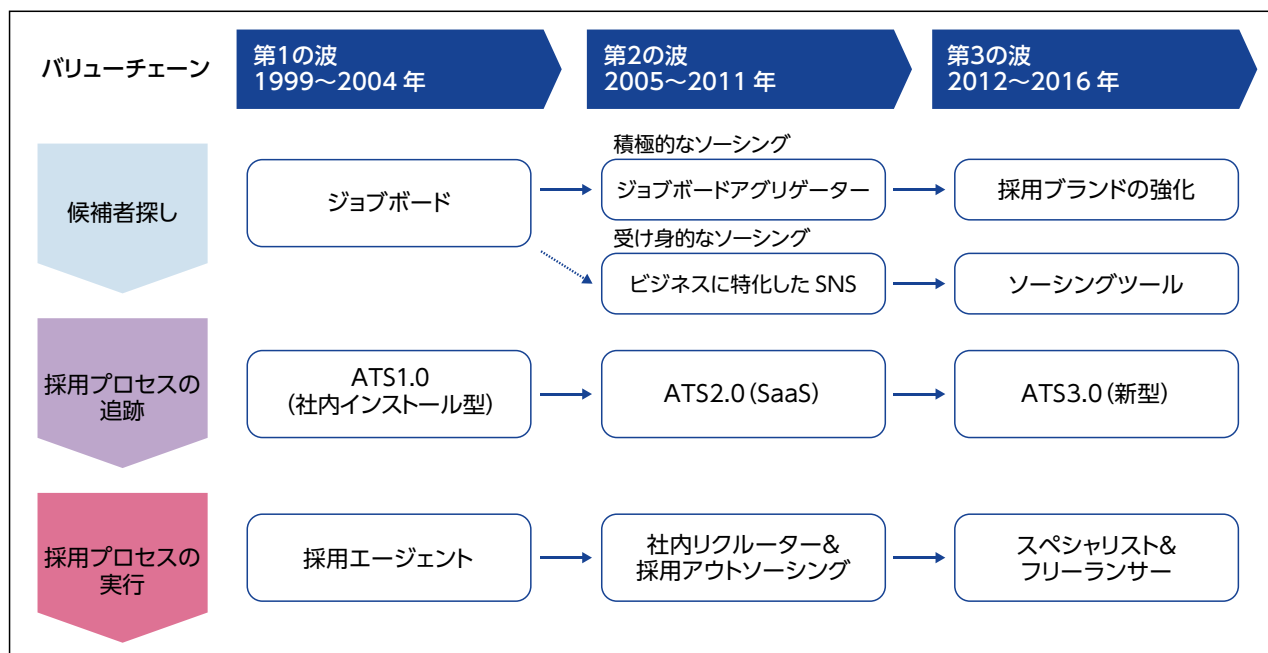 バリューチェーン
第1の波
1999〜2004 年
第2の波
2005〜2011 年
第3の波
2012〜2016 年
候補者探し
ジョブボード
積極的なソーシング
ジョブボードアグリゲーター
採用ブランドの強化
受け身的なソーシング
ビジネスに特化した SNS
ソーシングツール
採用プロセスの
追跡
ATS1.0
（社内インストール型）
ATS2.0（SaaS）
ATS3.0（新型）
採用プロセスの
実行
採用エージェント
社内リクルーター&
採用アウトソーシング
スペシャリスト&
フリーランサー